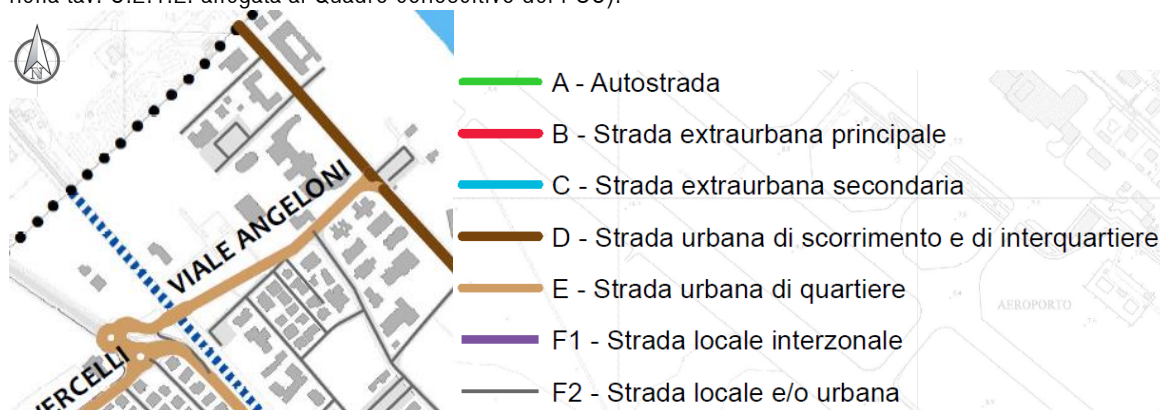 N
VIALE ANGELONI
VERCELLI
A - Autostrada
B - Strada extraurbana principale
C - Strada extraurbana secondaria
D - Strada urbana di scorrimento e di interquartiere
E - Strada urbana di quartiere
AEROPORTO
F1 - Strada locale interzonale
F2 - Strada locale e/o urbana